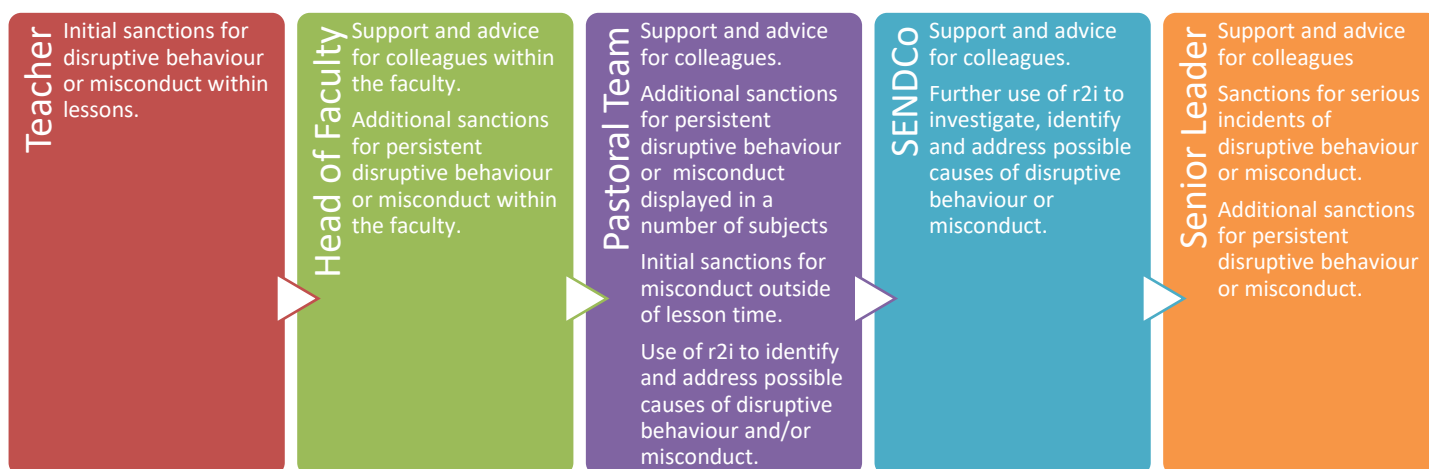 Teacher
Initial sanctions for
disruptive behaviour
or misconduct within
lessons.
Head of Faculty
Support and advice
for colleagues within
the faculty.
Additional sanctions
for persistent
disruptive behaviour
or misconduct within
the faculty.
Pastoral Team
Support and advice
for colleagues.
Additional sanctions
for persistent
disruptive behaviour
or misconduct
displayed in a
number of subjects
Initial sanctions for
misconduct outside
of lesson time.
Use of r2i to identify
and address possible
causes of disruptive
behaviour and/or
misconduct.
SENDCo
Support and advice
for colleagues.
Further use of r2i to
investigate, identify
and address possible
causes of disruptive
behaviour or
misconduct.
Senior Leader
Support and advice
for colleagues
Sanctions for serious
incidents of
disruptive behaviour
or misconduct.
Additional sanctions
for persistent
disruptive behaviour
or misconduct.